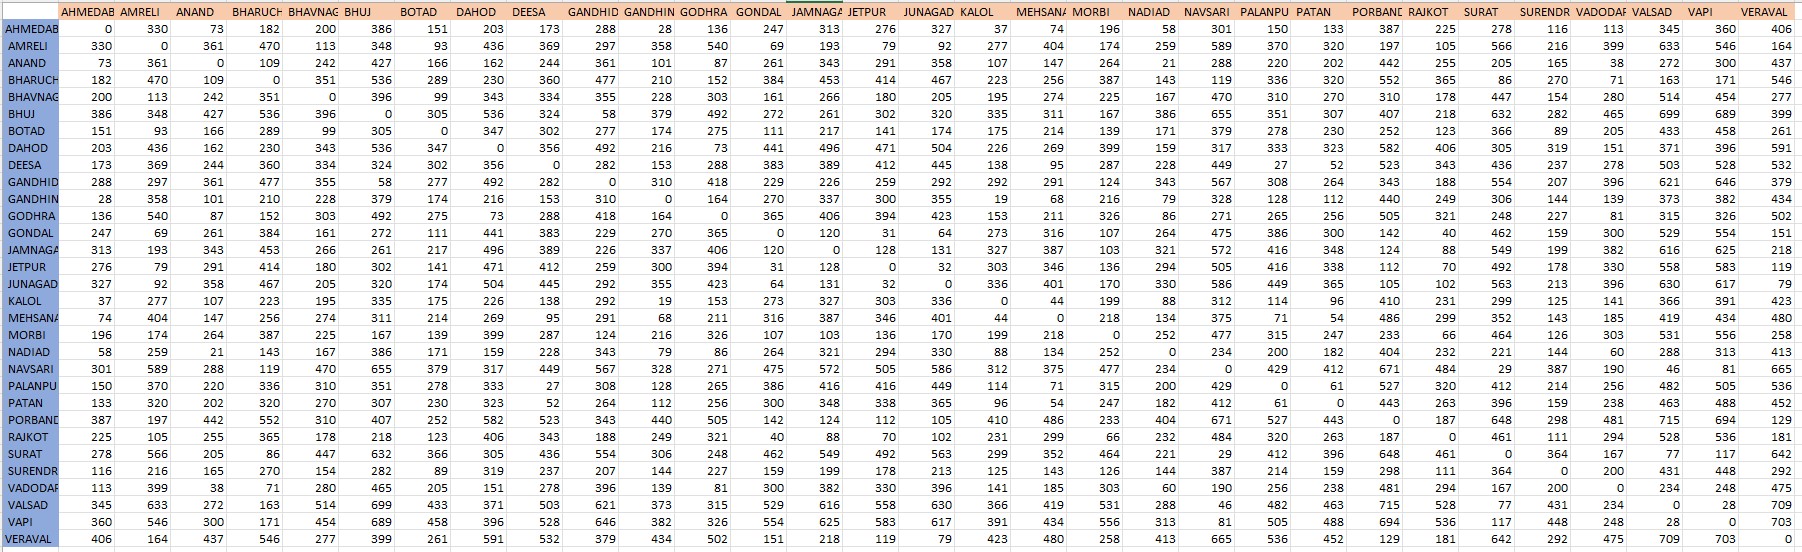 AHMEDAB AMRELI ANAND BHARUCH BHAVNAG BHUJ BOTAD DAHOD DEESA GANDHID GANDHIN GODHRA GONDAL JAMNAGA JETPUR JUNAGAD KALOL MEHSANA MORBI NADIAD NAVSARI PALANPU PATAN PORBAND RAJKOT SURAT SURENDR VADODAR VALSAD VAPI VERAVAL
AHMEDAB 0 330 73 182 200 386 151 203 173 288 28 136 247 313 276 327 37 74 196 58 301 150 133 387 225 278 116 113 345 360 406
AMRELI 330 0 361 470 113 348 93 436 369 297 358 540 69 193 79 92 277 404 174 259 589 370 320 197 105 566 216 399 633 546 164
ANAND 73 361 0 109 242 427 166 162 244 361 101 87 261 343 291 358 107 147 264 21 288 220 202 442 255 205 165 38 272 300 437
BHARUCH 182 470 109 0 351 536 289 230 360 477 210 152 384 453 414 467 223 256 387 143 119 336 320 552 365 86 270 71 163 171 546
BHAVNAG 200 113 242 351 0 396 99 343 334 355 228 303 161 266 180 205 195 274 225 167 470 310 270 310 178 447 154 280 514 454 277
BHUJ 386 348 427 536 396 0 305 536 324 58 379 492 272 261 302 320 335 311 167 386 655 351 307 407 218 632 282 465 699 689 399
BOTAD 151 93 166 289 99 305 0 347 302 277 174 275 111 217 141 174 175 214 139 171 379 278 230 252 123 366 89 205 433 458 261
DAHOD 203 436 162 230 343 536 347 0 356 492 216 73 441 496 471 504 226 269 399 159 317 333 323 582 406 305 319 151 371 396 591
DEESA 173 369 244 360 334 324 302 356 0 282 153 288 383 389 412 445 138 95 287 228 449 27 52 523 343 436 237 278 503 528 532
GANDHID 288 297 361 477 355 58 277 492 282 0 310 418 229 226 259 292 292 291 124 343 567 308 264 343 188 554 207 396 621 646 379
GANDHIN 28 358 101 210 228 379 174 216 153 310 0 164 270 337 300 355 19 68 216 79 328 128 112 440 249 306 144 139 373 382 434
GODHRA 136 540 87 152 303 492 275 73 288 418 164 0 365 406 394 423 153 211 326 86 271 265 256 505 321 248 227 81 315 326 502
GONDAL 247 69 261 384 161 272 111 441 383 229 270 365 0 120 31 64 273 316 107 264 475 386 300 142 40 462 159 300 529 554 151
JAMNAGA 313 193 343 453 266 261 217 496 389 226 337 406 120 0 128 131 327 387 103 321 572 416 348 124 88 549 199 382 616 625 218
JETPUR 276 79 291 414 180 302 141 471 412 259 300 394 31 128 0 32 303 346 136 294 505 416 338 112 70 492 178 330 558 583 119
JUNAGAD 327 92 358 467 205 320 174 504 445 292 355 423 64 131 32 0 336 401 170 330 586 449 365 105 102 563 213 396 630 617 79
KALOL 37 277 107 223 195 335 175 226 138 292 19 153 273 327 303 336 0 44 199 88 312 114 96 410 231 299 125 141 366 391 423
MEHSANA 74 404 147 256 274 311 214 269 95 291 68 211 316 387 346 401 44 0 218 134 375 71 54 486 299 352 143 185 419 434 480
MORBI 196 174 264 387 225 167 139 399 287 124 216 326 107 103 136 170 199 218 0 252 477 315 247 233 66 464 126 303 531 556 258
NADIAD 58 259 21 143 167 386 171 159 228 343 79 86 264 321 294 330 88 134 252 0 234 200 182 404 232 221 144 60 288 313 413
NAVSARI 301 589 288 119 470 655 379 317 449 567 328 271 475 572 505 586 312 375 477 234 0 429 412 671 484 29 387 190 46 81 665
PALANPU 150 370 220 336 310 351 278 333 27 308 128 265 386 416 416 449 114 71 315 200 429 0 61 527 320 412 214 256 482 505 536
PATAN 133 320 202 320 270 307 230 323 52 264 112 256 300 348 338 365 96 54 247 182 412 61 0 443 263 396 159 238 463 488 452
PORBAND 387 197 442 552 310 407 252 582 523 343 440 505 142 124 112 105 410 486 233 404 671 527 443 0 187 648 298 481 715 694 129
RAJKOT 225 105 255 365 178 218 123 406 343 188 249 321 40 88 70 102 231 299 66 232 484 320 263 187 0 461 111 294 528 536 181
SURAT 278 566 205 86 447 632 366 305 436 554 306 248 462 549 492 563 299 352 464 221 29 412 396 648 461 0 364 167 77 117 642
SURENDR 116 216 165 270 154 282 89 319 237 207 144 227 159 199 178 213 125 143 126 144 387 214 159 298 111 364 0 200 431 448 292
VADODAR 113 399 38 71 280 465 205 151 278 396 139 81 300 382 330 396 141 185 303 60 190 256 238 481 294 167 200 0 234 248 475
VALSAD 345 633 272 163 514 699 433 371 503 621 373 315 529 616 558 630 366 419 531 288 46 482 463 715 528 77 431 234 0 28 709
VAPI 360 546 300 171 454 689 458 396 528 646 382 326 554 625 583 617 391 434 556 313 81 505 488 694 536 117 448 248 28 0 703
VERAVAL 406 164 437 546 277 399 261 591 532 379 434 502 151 218 119 79 423 480 258 413 665 536 452 129 181 642 292 475 709 703 0